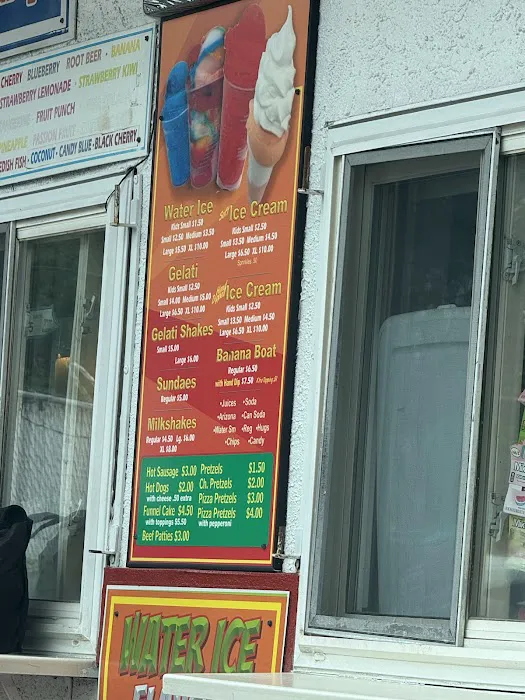 CHERRY BLUEBERRY ROOT BEER · BANANA
STRAWBERRY LEMONADE · STRAWBERRY KIWI
FRUIT PUNCH
PINEAPPLE PASSION FRUIT
EDISH FISH · COCONUT · CANDY BLUE · BLACK CHERRY
Water Ice
Kids Small $1.50
Small $2.50 Medium $3.50
Large $5.50 XL $10.00
Gelati
Kids Small $2.50
Small $4.00 Medium $5.00
Large $6.50 XL $10.00
Gelati Shakes
Small $5.00
Large $6.00
Sundaes
Regular $5.00
Milkshakes
Regular $4.50 Lg. $6.00
XL $8.00
Ice Cream
Kids Small $2.50
Small $3.50 Medium $4.50
Large $6.50 XL $10.00
Ice Cream
Kids Small $2.50
Small $3.50 Medium $4.50
Large $6.50 XL $10.00
Banana Boat
Regular $6.50
with Hand Dip $7.50
•Juices •Soda
•Arizona •Can Soda
•Water Sm •Reg •Hugs
•Chips •Candy
Hot Sausage $3.00
Hot Dogs $2.00
with cheese .50 extra
Funnel Cake $4.50
with toppings $5.50
Beef Patties $3.00
Pretzels $1.50
Ch. Pretzels $2.00
Pizza Pretzels $3.00
Pizza Pretzels $4.00
with pepperoni
WATER ICE